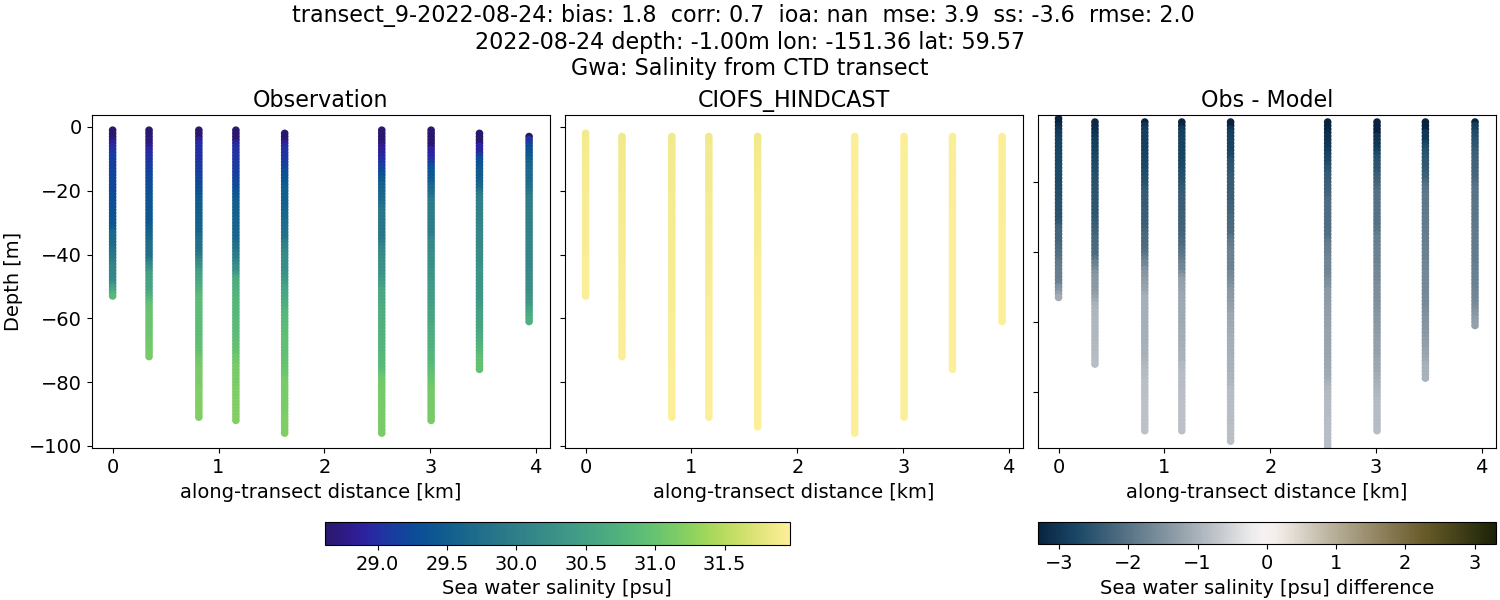 transect_9-2022-08-24: bias: 1.8  corr: 0.7  ioa: nan  mse: 3.9  ss: -3.6  rmse: 2.0
2022-08-24 depth: -1.00m lon: -151.36 lat: 59.57
Gwa: Salinity from CTD transect
Observation
CIOFS_HINDCAST
Obs - Model
Depth [m]
0
−20
−40
−60
−80
−100
0 1 2 3 4
0 1 2 3 4
0 1 2 3 4
along-transect distance [km]
along-transect distance [km]
along-transect distance [km]
29.0 29.5 30.0 30.5 31.0 31.5
Sea water salinity [psu]
−3 −2 −1 0 1 2 3
Sea water salinity [psu] difference